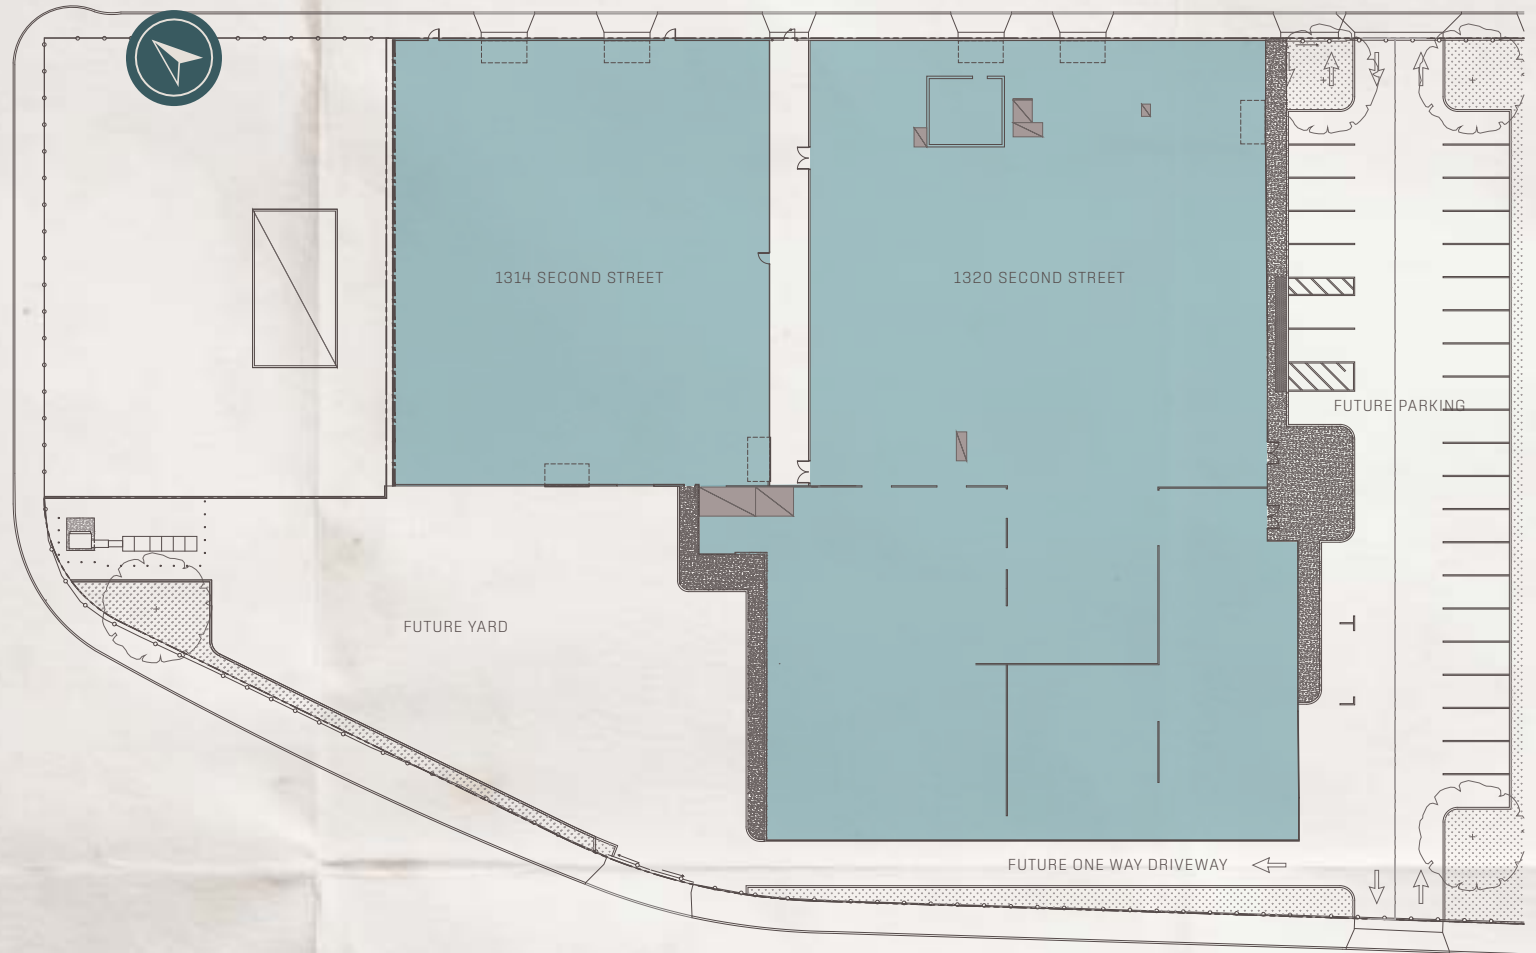 1314 SECOND STREET
1320 SECOND STREET
FUTURE PARKING
FUTURE YARD
FUTURE ONE WAY DRIVEWAY